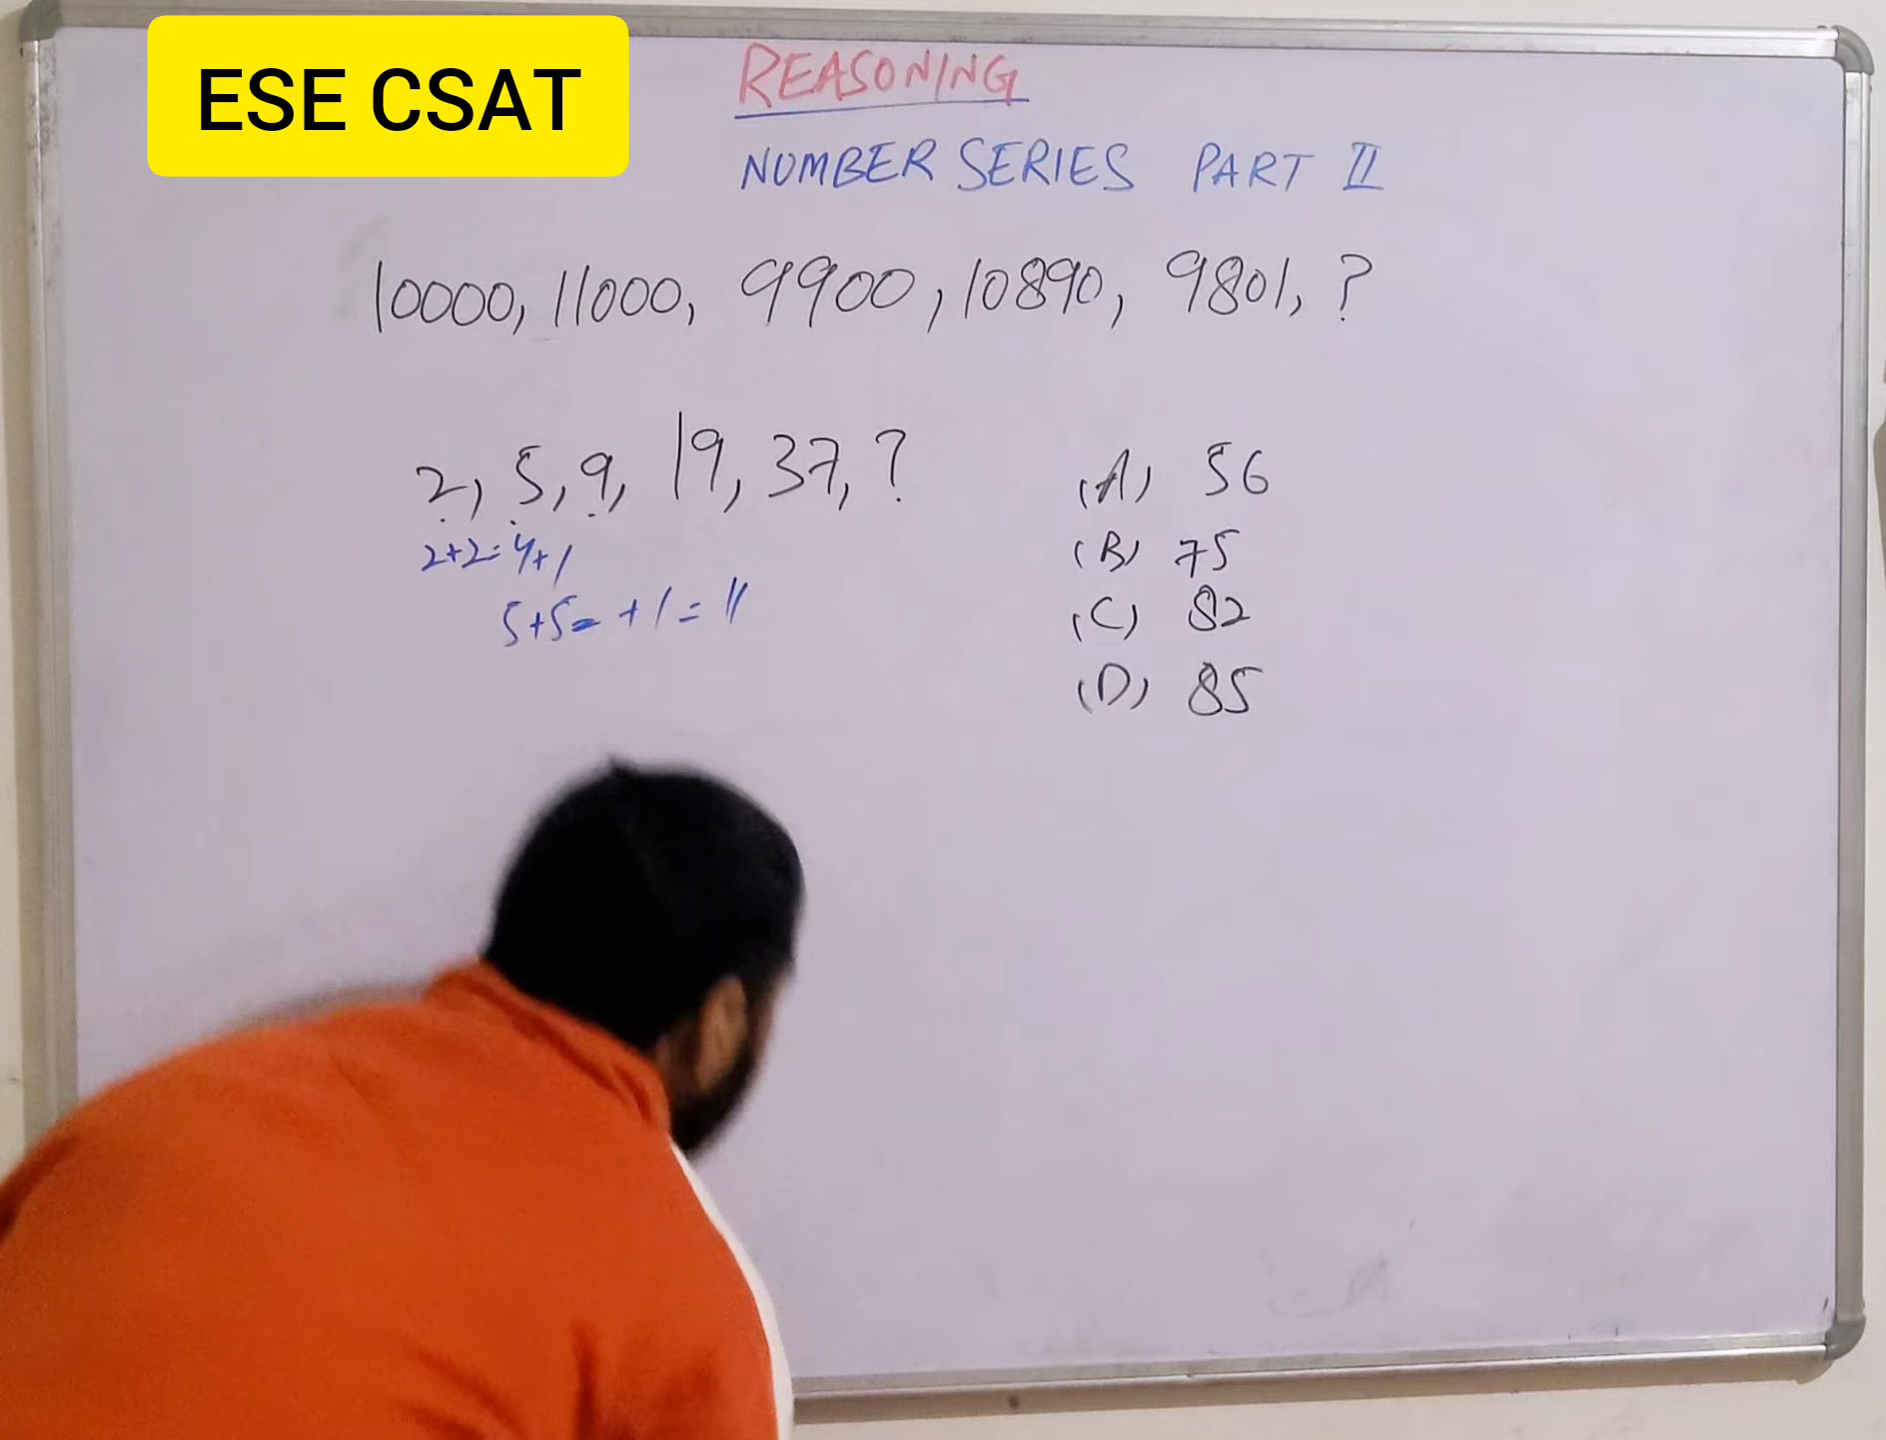 ESE CSAT
REASONING
NUMBER SERIES PART II
10000, 11000, 9900, 10890, 9801, ?
2, 5, 9, 19, 37, ?
(A) 56
2+2= 4+1
(B) 75
5+5= +1 = 11
(C) 82
(D) 85